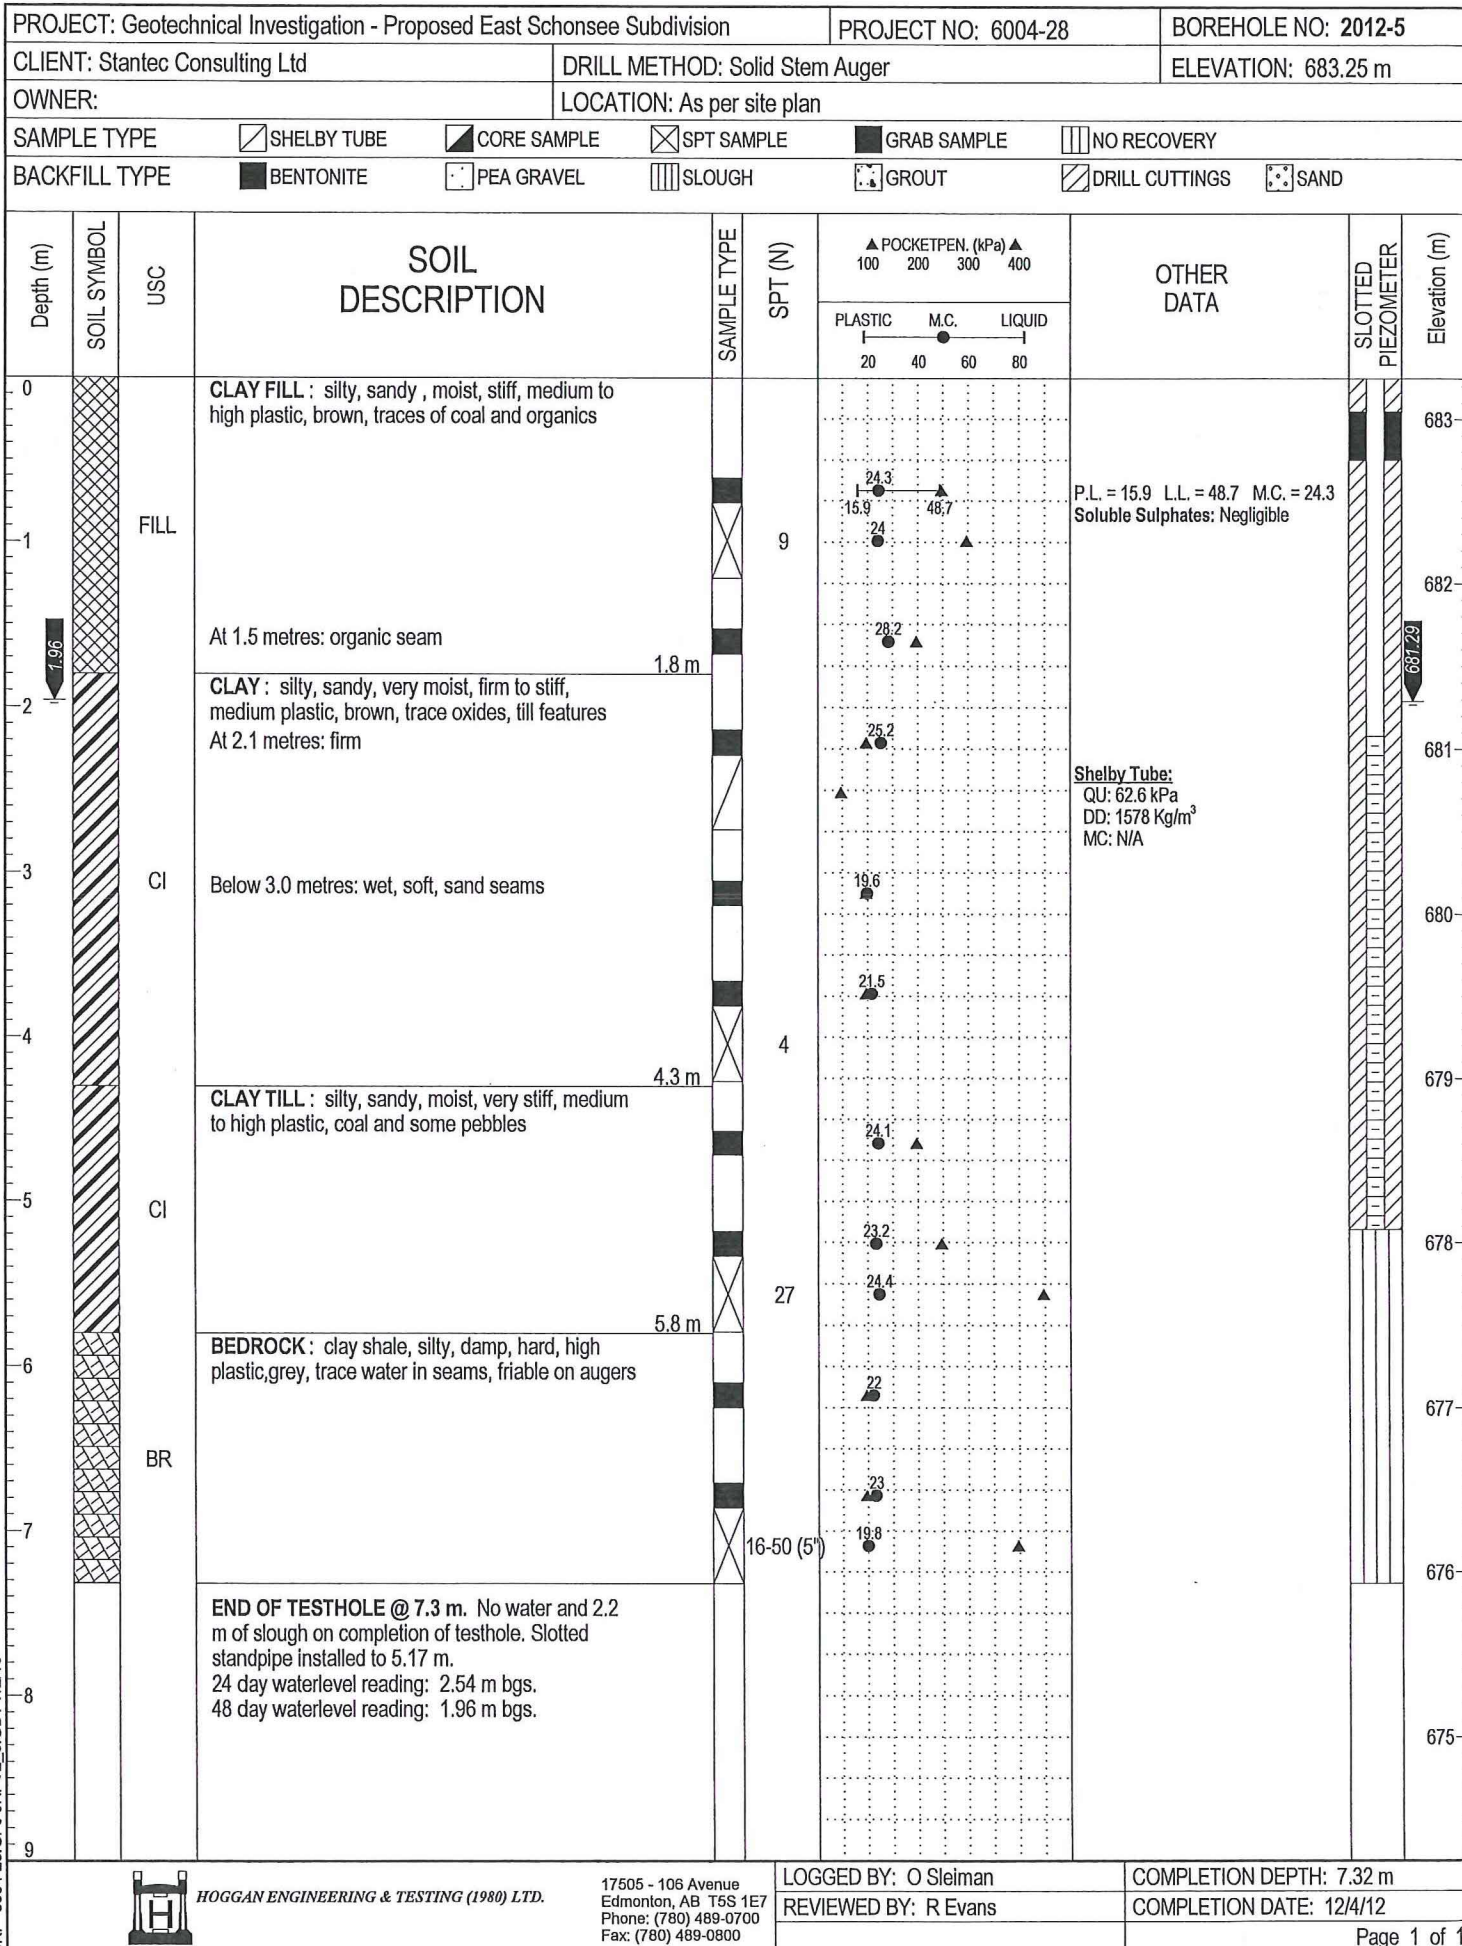 PROJECT: Geotechnical Investigation - Proposed East Schonsee Subdivision
PROJECT NO: 6004-28
BOREHOLE NO: 2012-5
CLIENT: Stantec Consulting Ltd
DRILL METHOD: Solid Stem Auger
ELEVATION: 683.25 m
OWNER:
LOCATION: As per site plan
SAMPLE TYPE
SHELBY TUBE
CORE SAMPLE
SPT SAMPLE
GRAB SAMPLE
NO RECOVERY
BACKFILL TYPE
BENTONITE
PEA GRAVEL
SLOUGH
GROUT
DRILL CUTTINGS
SAND
Depth (m)
SOIL SYMBOL
USC
SOIL
DESCRIPTION
SAMPLE TYPE
SPT (N)
▲ POCKETPEN. (kPa) ▲
100 200 300 400
PLASTIC M.C. LIQUID
20 40 60 80
OTHER
DATA
SLOTTED
PIEZOMETER
Elevation (m)
0
CLAY FILL : silty, sandy , moist, stiff, medium to
high plastic, brown, traces of coal and organics
683
24.3
15.9 48.7
P.L. = 15.9 L.L. = 48.7 M.C. = 24.3
Soluble Sulphates: Negligible
FILL
1
9
24
682
28.2
At 1.5 metres: organic seam
1.8 m
1.96
681.29
CLAY : silty, sandy, very moist, firm to stiff,
medium plastic, brown, trace oxides, till features
2
At 2.1 metres: firm
25.2
681
Shelby Tube:
QU: 62.6 kPa
DD: 1578 Kg/m³
MC: N/A
3
CI
Below 3.0 metres: wet, soft, sand seams
19.6
680
21.5
4
4
4.3 m
679
CLAY TILL : silty, sandy, moist, very stiff, medium
to high plastic, coal and some pebbles
24.1
5
CI
23.2
678
24.4
27
5.8 m
BEDROCK : clay shale, silty, damp, hard, high
plastic,grey, trace water in seams, friable on augers
6
22
677
BR
23
7
16-50 (5")
19.8
676
END OF TESTHOLE @ 7.3 m. No water and 2.2
m of slough on completion of testhole. Slotted
standpipe installed to 5.17 m.
24 day waterlevel reading: 2.54 m bgs.
48 day waterlevel reading: 1.96 m bgs.
8
675
9
H
HOGGAN ENGINEERING & TESTING (1980) LTD.
17505 - 106 Avenue
Edmonton, AB T5S 1E7
Phone: (780) 489-0700
Fax: (780) 489-0800
LOGGED BY: O Sleiman
COMPLETION DEPTH: 7.32 m
REVIEWED BY: R Evans
COMPLETION DATE: 12/4/12
Page 1 of 1